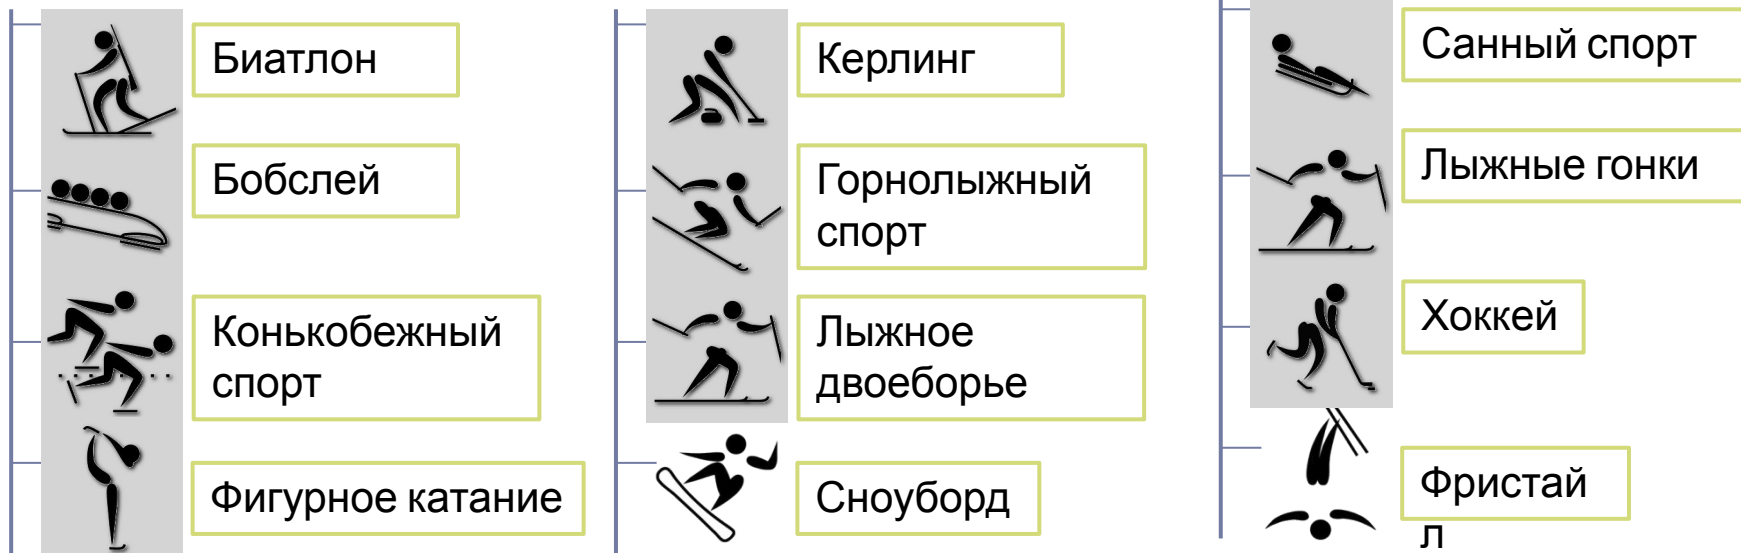 Биатлон
Бобслей
Конькобежный
спорт
Фигурное катание
Керлинг
Горнолыжный
спорт
Лыжное
двоеборье
Сноуборд
Санный спорт
Лыжные гонки
Хоккей
Фристай
л